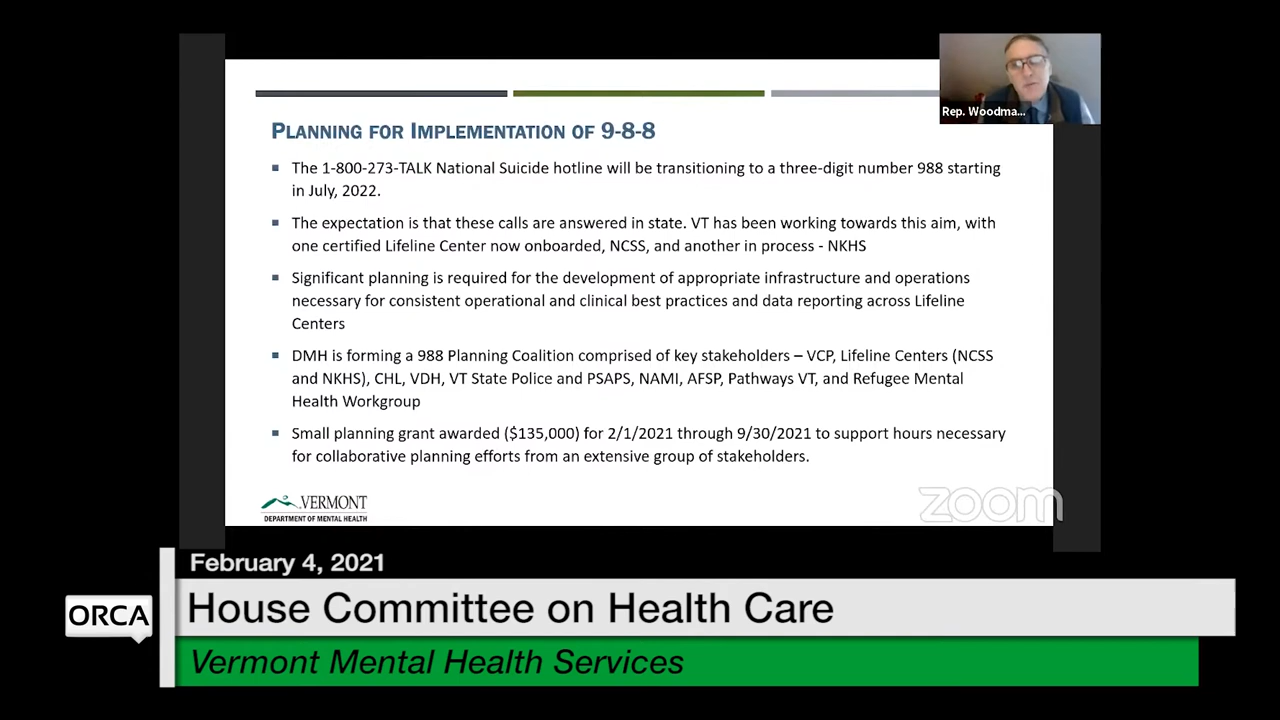 Rep. Woodma...
PLANNING FOR IMPLEMENTATION OF 9-8-8
The 1-800-273-TALK National Suicide hotline will be transitioning to a three-digit number 988 starting
in July, 2022.
The expectation is that these calls are answered in state. VT has been working towards this aim, with
one certified Lifeline Center now onboarded, NCSS, and another in process - NKHS
Significant planning is required for the development of appropriate infrastructure and operations
necessary for consistent operational and clinical best practices and data reporting across Lifeline
Centers
DMH is forming a 988 Planning Coalition comprised of key stakeholders – VCP, Lifeline Centers (NCSS
and NKHS), CHL, VDH, VT State Police and PSAPS, NAMI, AFSP, Pathways VT, and Refugee Mental
Health Workgroup
Small planning grant awarded ($135,000) for 2/1/2021 through 9/30/2021 to support hours necessary
for collaborative planning efforts from an extensive group of stakeholders.
VERMONT
DEPARTMENT OF MENTAL HEALTH
zoom
February 4, 2021
ORCA
House Committee on Health Care
Vermont Mental Health Services